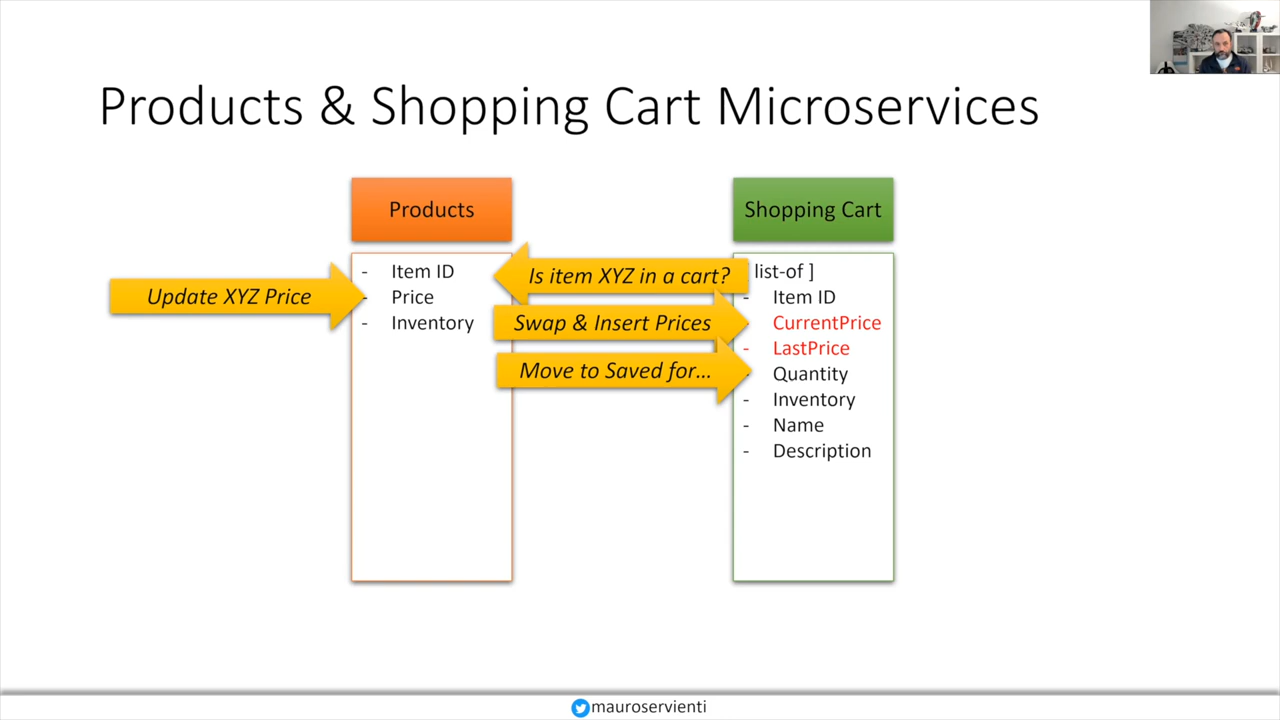 Products & Shopping Cart Microservices
Products
- Item ID
- Price
- Inventory
Update XYZ Price
Is item XYZ in a cart?
Swap & Insert Prices
Move to Saved for...
Shopping Cart
list-of ]
- Item ID
CurrentPrice
- LastPrice
Quantity
- Inventory
- Name
- Description
mauroservienti